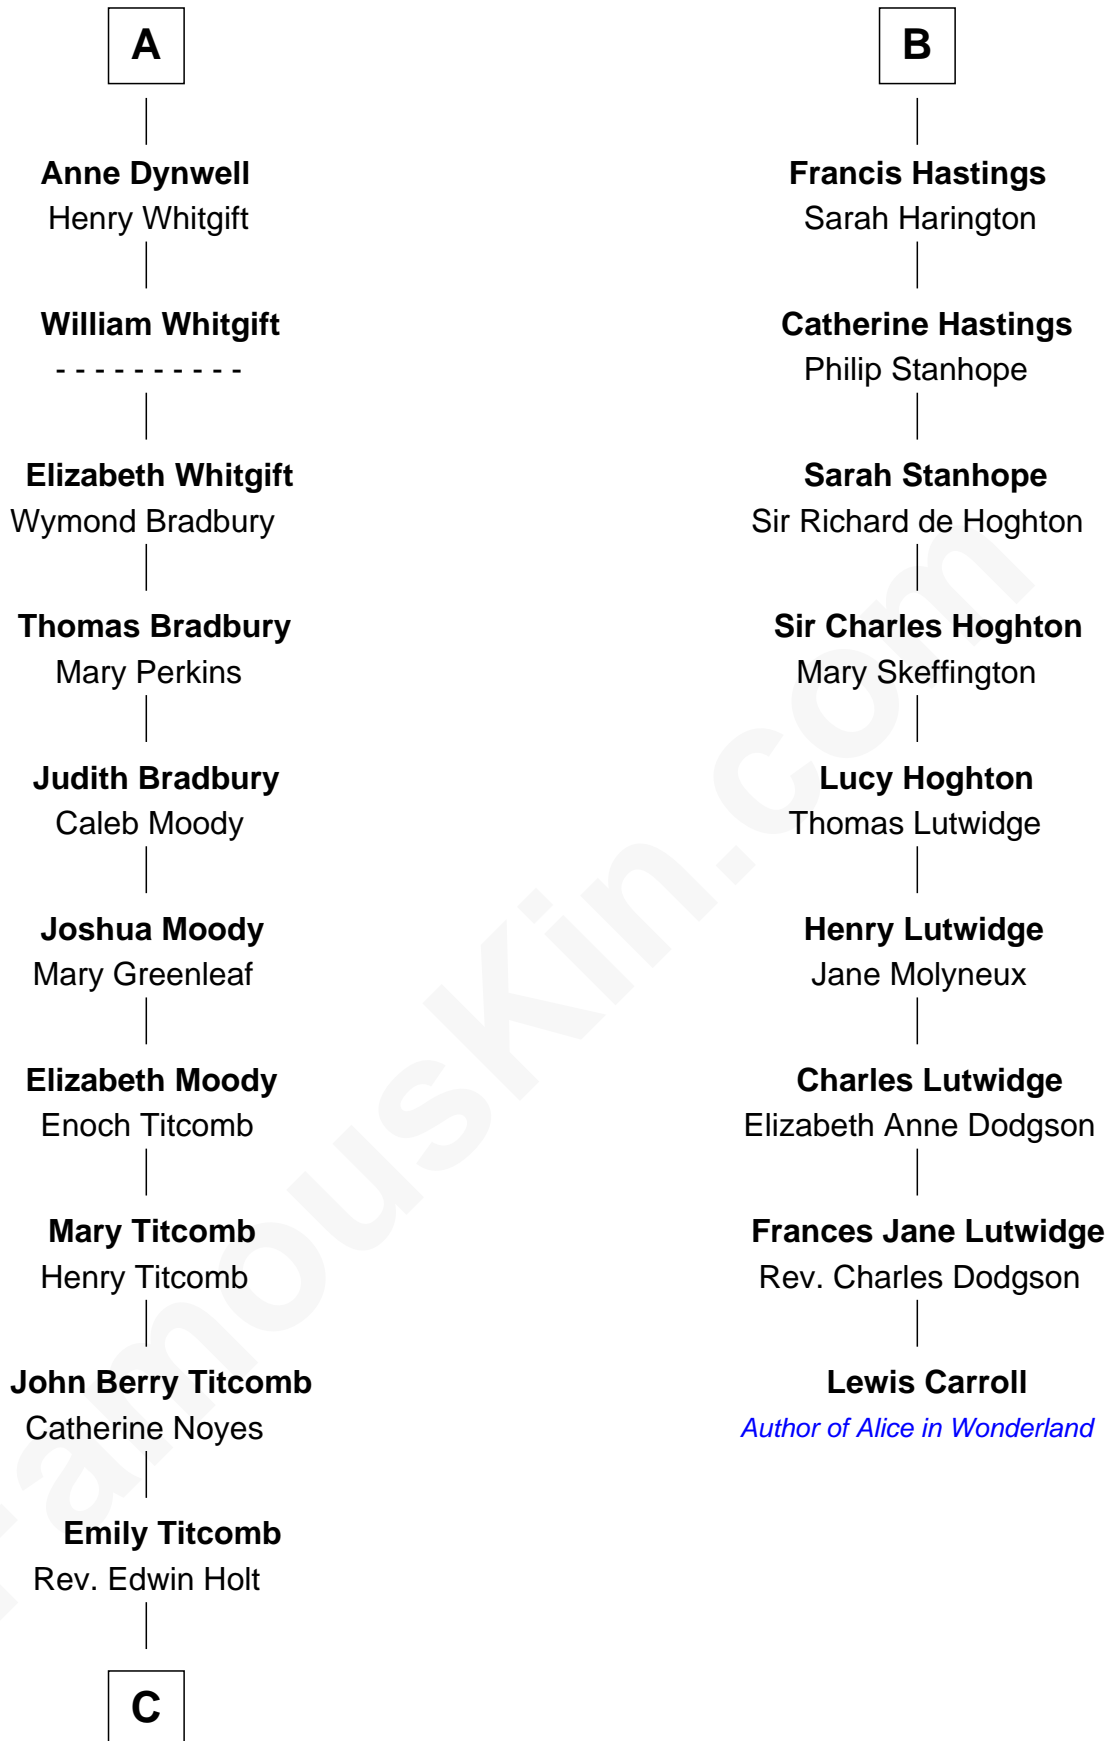 A
Anne Dynwell
Henry Whitgift
William Whitgift
- - - - - - - - - -
Elizabeth Whitgift
Wymond Bradbury
Thomas Bradbury
Mary Perkins
Judith Bradbury
Caleb Moody
Joshua Moody
Mary Greenleaf
Elizabeth Moody
Enoch Titcomb
Mary Titcomb
Henry Titcomb
John Berry Titcomb
Catherine Noyes
Emily Titcomb
Rev. Edwin Holt
C
B
Francis Hastings
Sarah Harington
Catherine Hastings
Philip Stanhope
Sarah Stanhope
Sir Richard de Hoghton
Sir Charles Hoghton
Mary Skeffington
Lucy Hoghton
Thomas Lutwidge
Henry Lutwidge
Jane Molyneux
Charles Lutwidge
Elizabeth Anne Dodgson
Frances Jane Lutwidge
Rev. Charles Dodgson
Lewis Carroll
Author of Alice in Wonderland
FamousKin.com